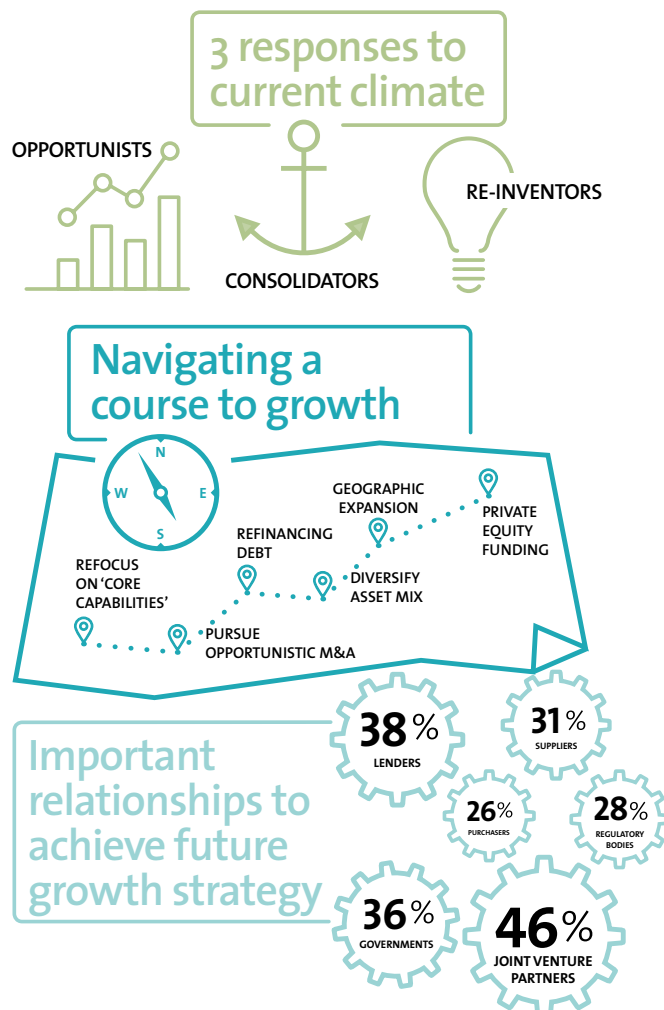 3 responses to
current climate
OPPORTUNISTS
RE-INVENTORS
CONSOLIDATORS
Navigating a
course to growth
N
W
E
S
REFOCUS
ON ‘CORE
CAPABILITIES’
PURSUE
OPPORTUNISTIC M&A
REFINANCING
DEBT
DIVERSIFY
ASSET MIX
GEOGRAPHIC
EXPANSION
PRIVATE
EQUITY
FUNDING
Important
relationships to
achieve future
growth strategy
38%
LENDERS
31%
SUPPLIERS
26%
PURCHASERS
28%
REGULATORY
BODIES
36%
GOVERNMENTS
46%
JOINT VENTURE
PARTNERS